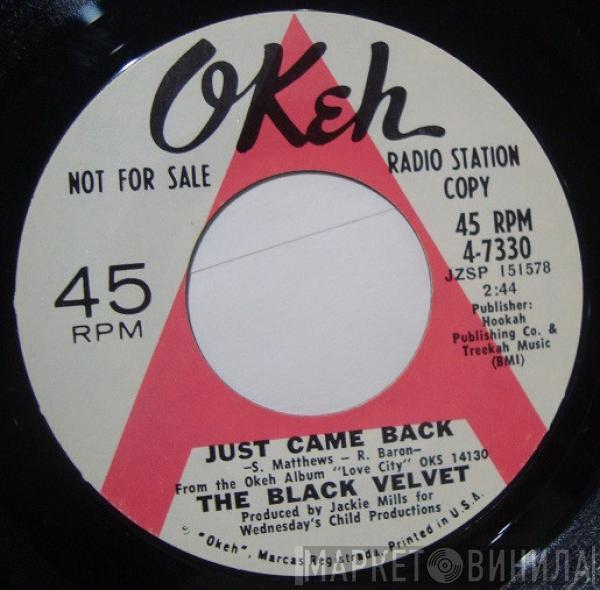 OKeh
NOT FOR SALE
RADIO STATION
COPY
45
RPM
45 RPM
4-7330
JZSP 151578
2:44
Publisher:
Hookah
Publishing Co. &
Treekah Music
(BMI)
JUST CAME BACK
-S. Matthews - R. Baron-
From the Okeh Album "Love City" OKS 14130
THE BLACK VELVET
Produced by Jackie Mills for
Wednesday's Child Productions
"Okeh", Marcas Registrada. Printed in U.S.A.
МАРКЕТ ВИНИЛА